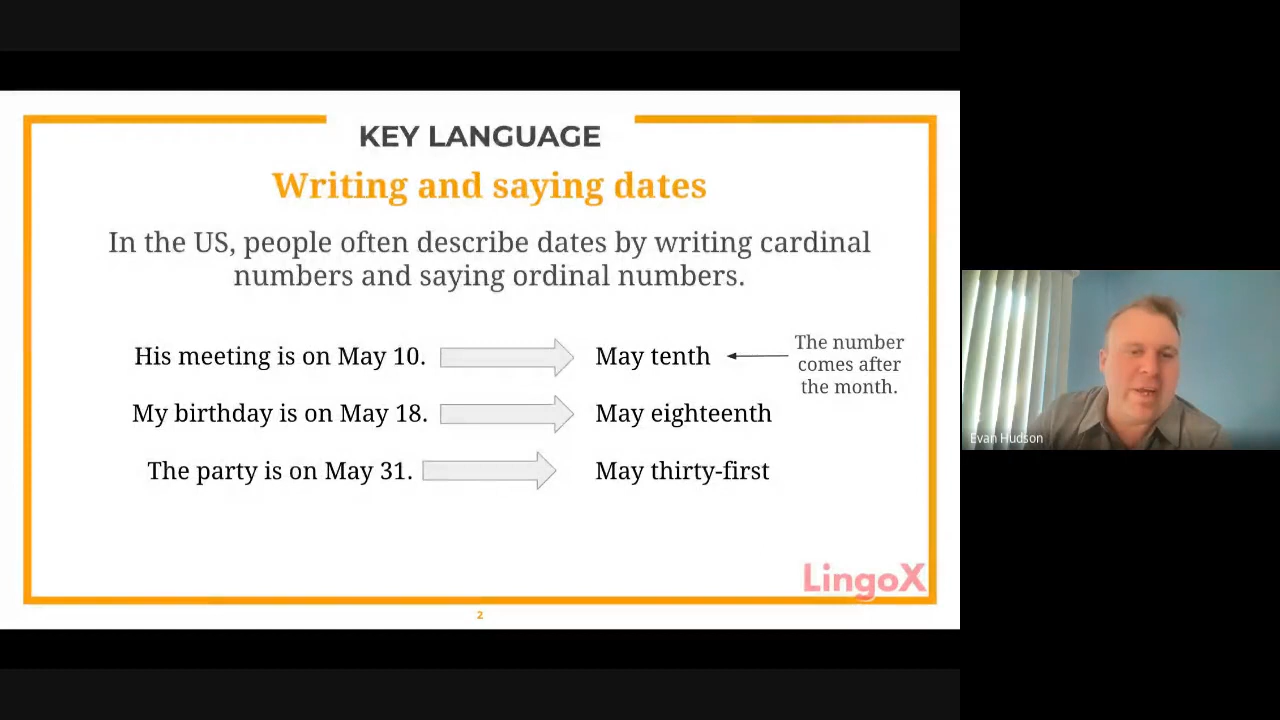 KEY LANGUAGE
Writing and saying dates
In the US, people often describe dates by writing cardinal
numbers and saying ordinal numbers.
His meeting is on May 10.
May tenth
The number
comes after
the month.
My birthday is on May 18.
May eighteenth
The party is on May 31.
May thirty-first
LingoX
2
Evan Hudson